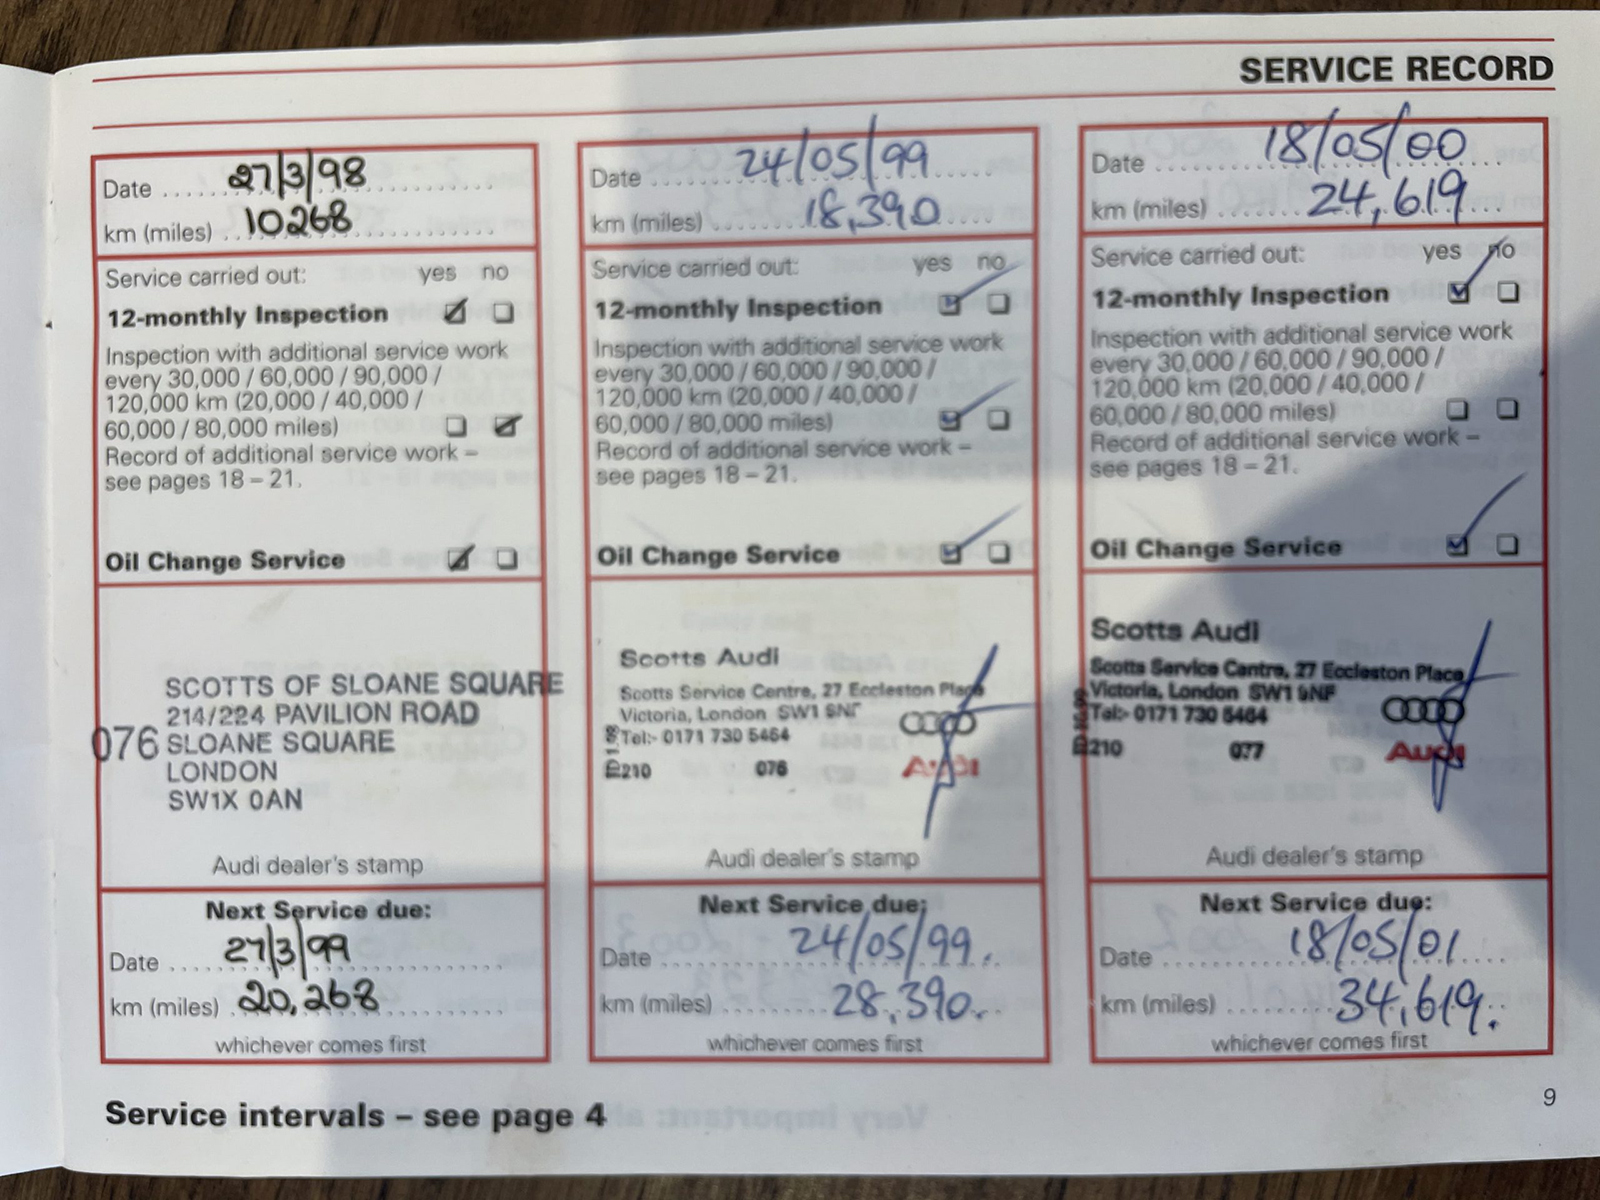 SERVICE RECORD
Date 27/3/98
km (miles) 10268
Service carried out: yes no
12-monthly Inspection
Inspection with additional service work
every 30,000 / 60,000 / 90,000 /
120,000 km (20,000 / 40,000 /
60,000 / 80,000 miles)
Record of additional service work –
see pages 18 – 21.
Oil Change Service
SCOTTS OF SLOANE SQUARE
214/224 PAVILION ROAD
076 SLOANE SQUARE
LONDON
SW1X 0AN
Audi dealer's stamp
Next Service due:
Date 27/3/99
km (miles) 20,268
whichever comes first
Date 24/05/99
km (miles) 18,390
Service carried out: yes no
12-monthly Inspection
Inspection with additional service work
every 30,000 / 60,000 / 90,000 /
120,000 km (20,000 / 40,000 /
60,000 / 80,000 miles)
Record of additional service work –
see pages 18 – 21.
Oil Change Service
Scotts Audi
Scotts Service Centre, 27 Eccleston Place
Victoria, London SW1
Tel:- 0171 730 5464
210 076
Audi
Audi dealer's stamp
Next Service due:
Date 24/05/99.
km (miles) 28,390.
whichever comes first
Date 18/05/00
km (miles) 24,619
Service carried out: yes no
12-monthly Inspection
Inspection with additional service work
every 30,000 / 60,000 / 90,000 /
120,000 km (20,000 / 40,000 /
60,000 / 80,000 miles)
Record of additional service work –
see pages 18 – 21.
Oil Change Service
Scotts Audi
Scotts Service Centre, 27 Eccleston Place
Victoria, London SW1 9NF
Tel:- 0171 730 5464
210 077
Audi
Audi dealer's stamp
Next Service due:
Date 18/05/01
km (miles) 34,619.
whichever comes first
Service intervals – see page 4
9